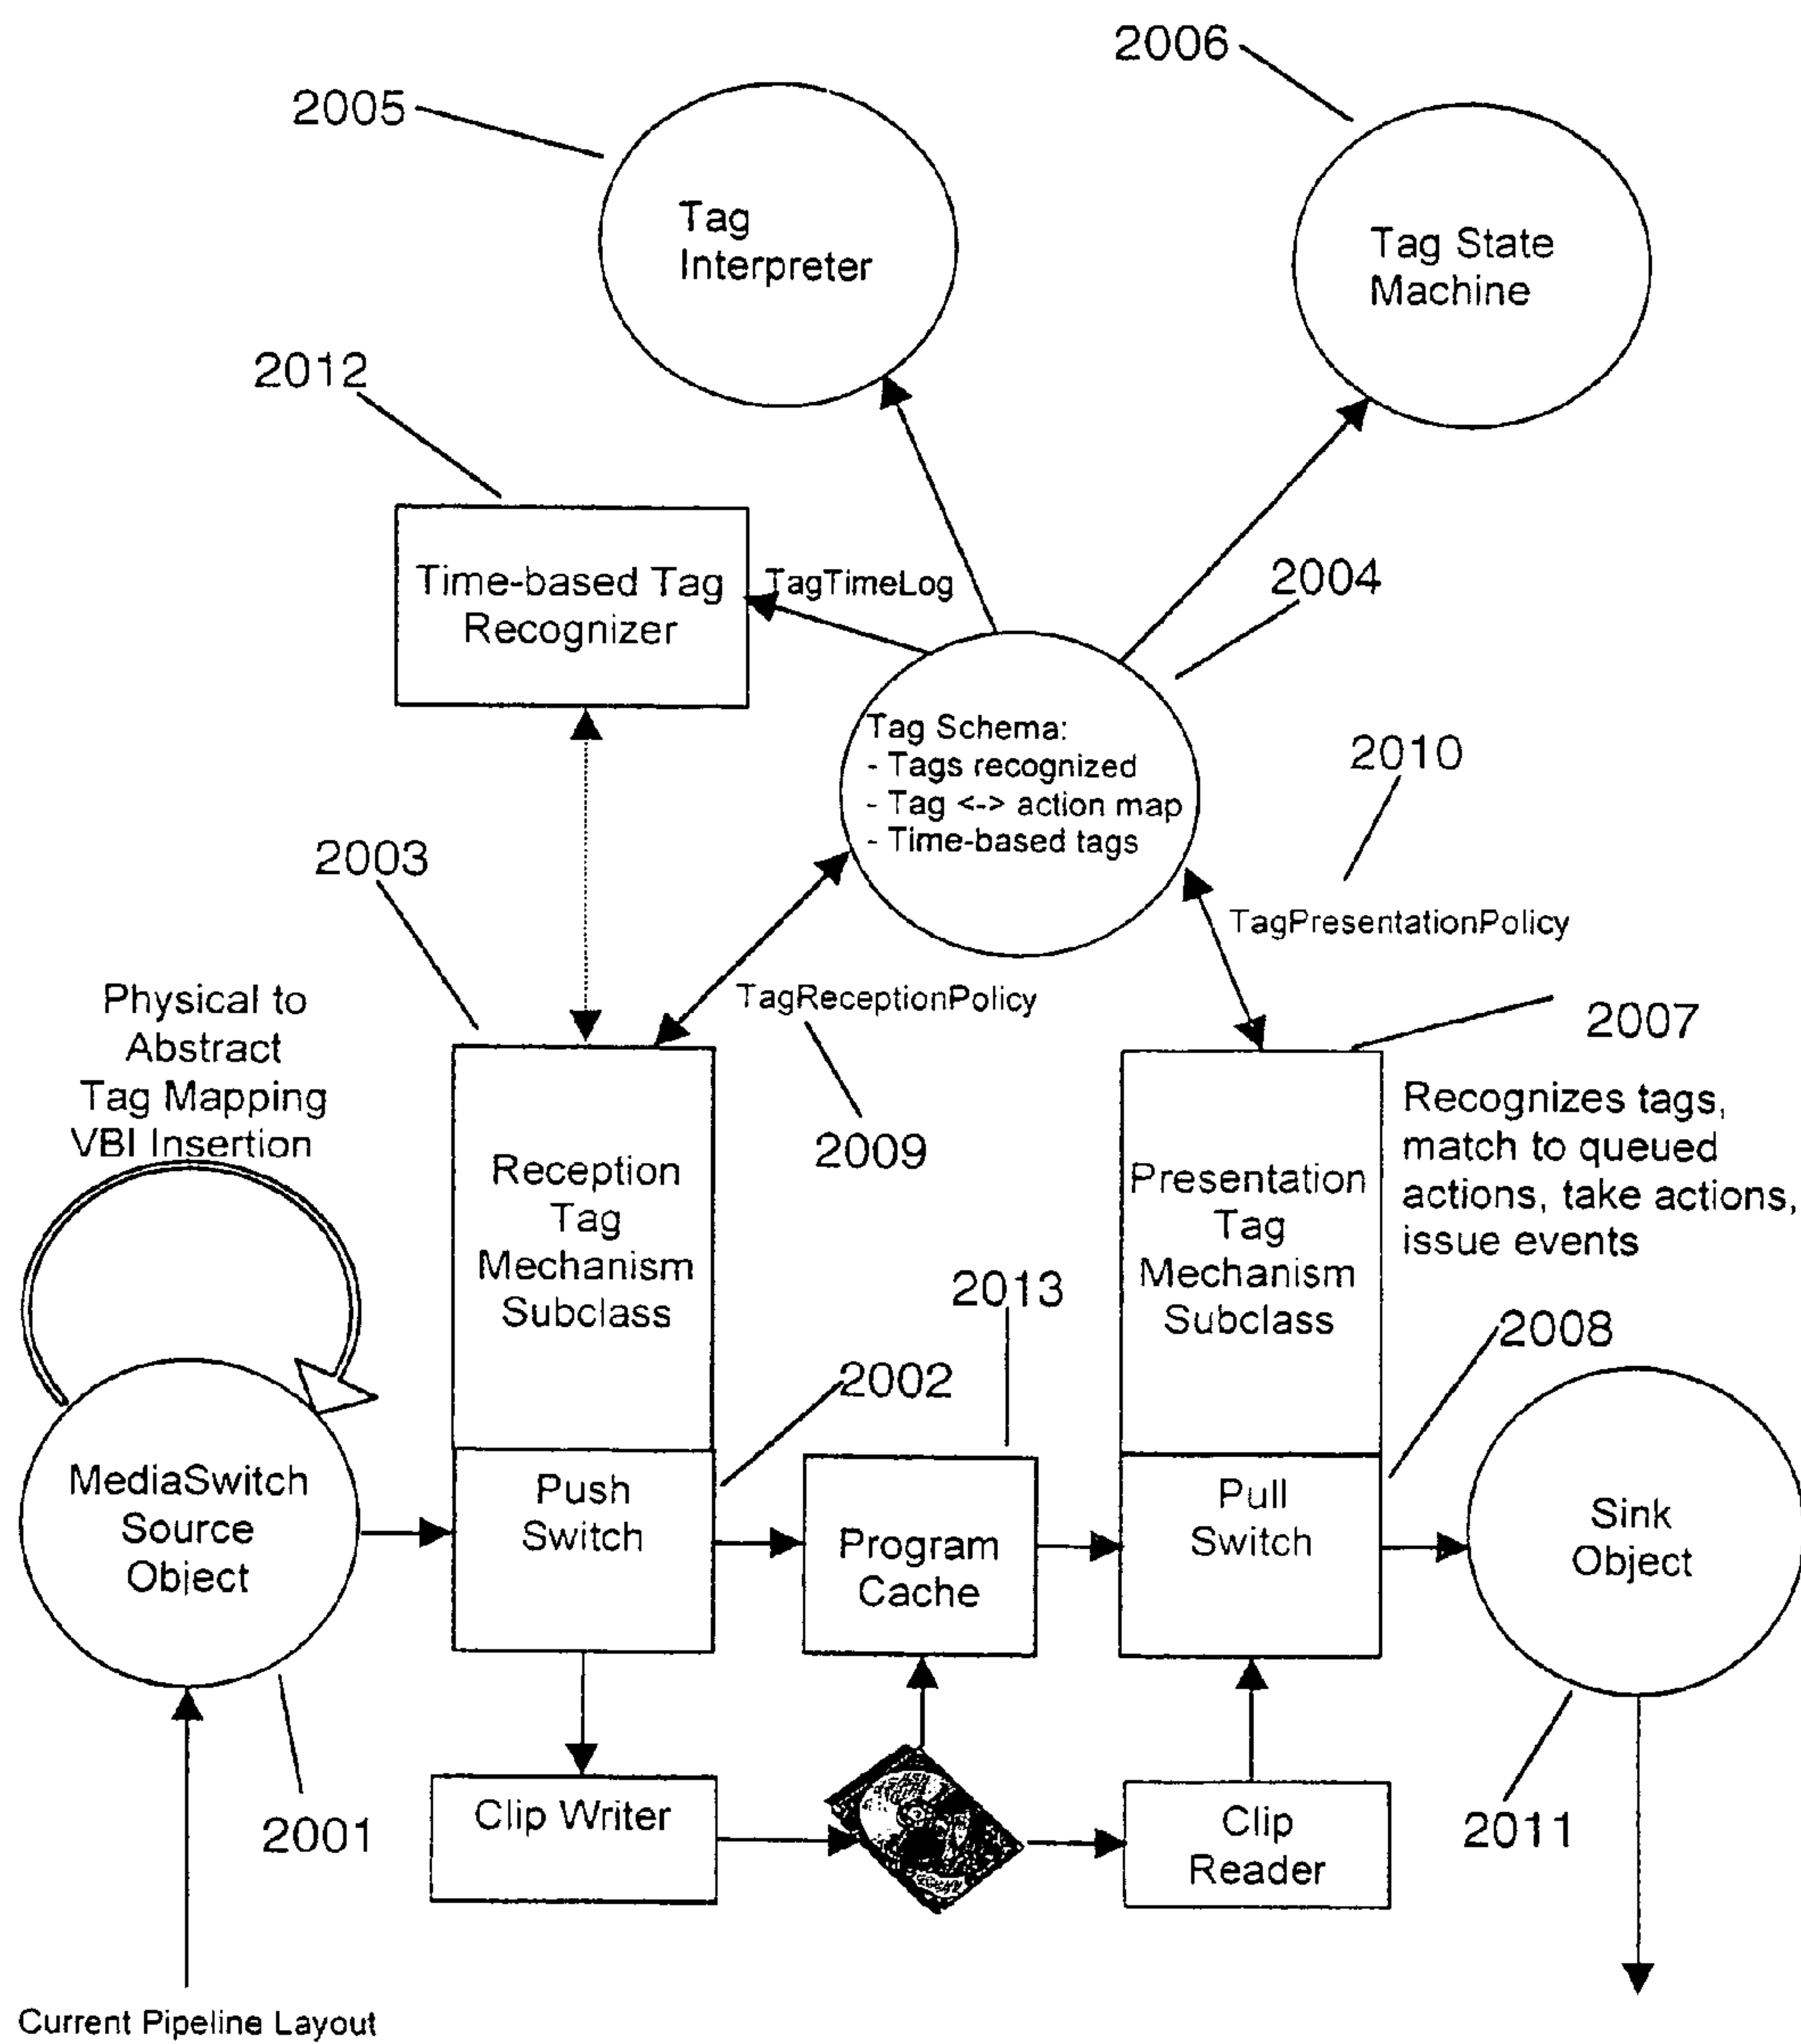 2006
2005
Tag
Interpreter
Tag State
Machine
2012
Time-based Tag
Recognizer
TagTimeLog
2004
Tag Schema:
- Tags recognized
- Tag <-> action map
- Time-based tags
2010
2003
TagPresentationPolicy
TagReceptionPolicy
2009
2007
Physical to
Abstract
Tag Mapping
VBI Insertion
Reception
Tag
Mechanism
Subclass
Presentation
Tag
Mechanism
Subclass
Recognizes tags,
match to queued
actions, take actions,
issue events
2013
2002
2008
MediaSwitch
Source
Object
Push
Switch
Program
Cache
Pull
Switch
Sink
Object
2001
Clip Writer
Clip
Reader
2011
Current Pipeline Layout